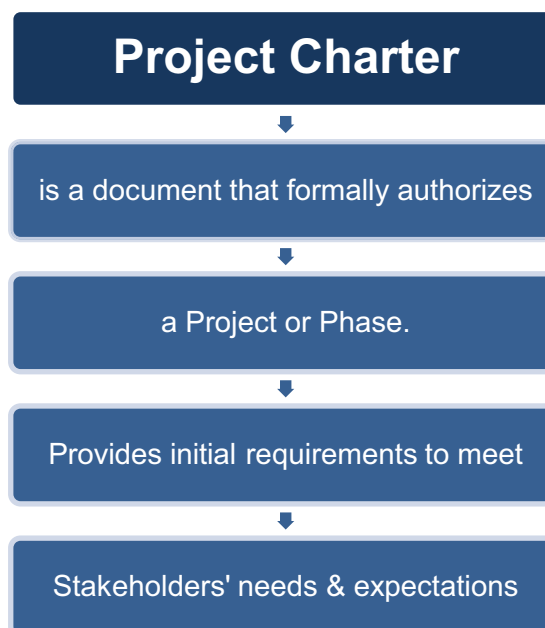 Project Charter
is a document that formally authorizes
a Project or Phase.
Provides initial requirements to meet
Stakeholders' needs & expectations